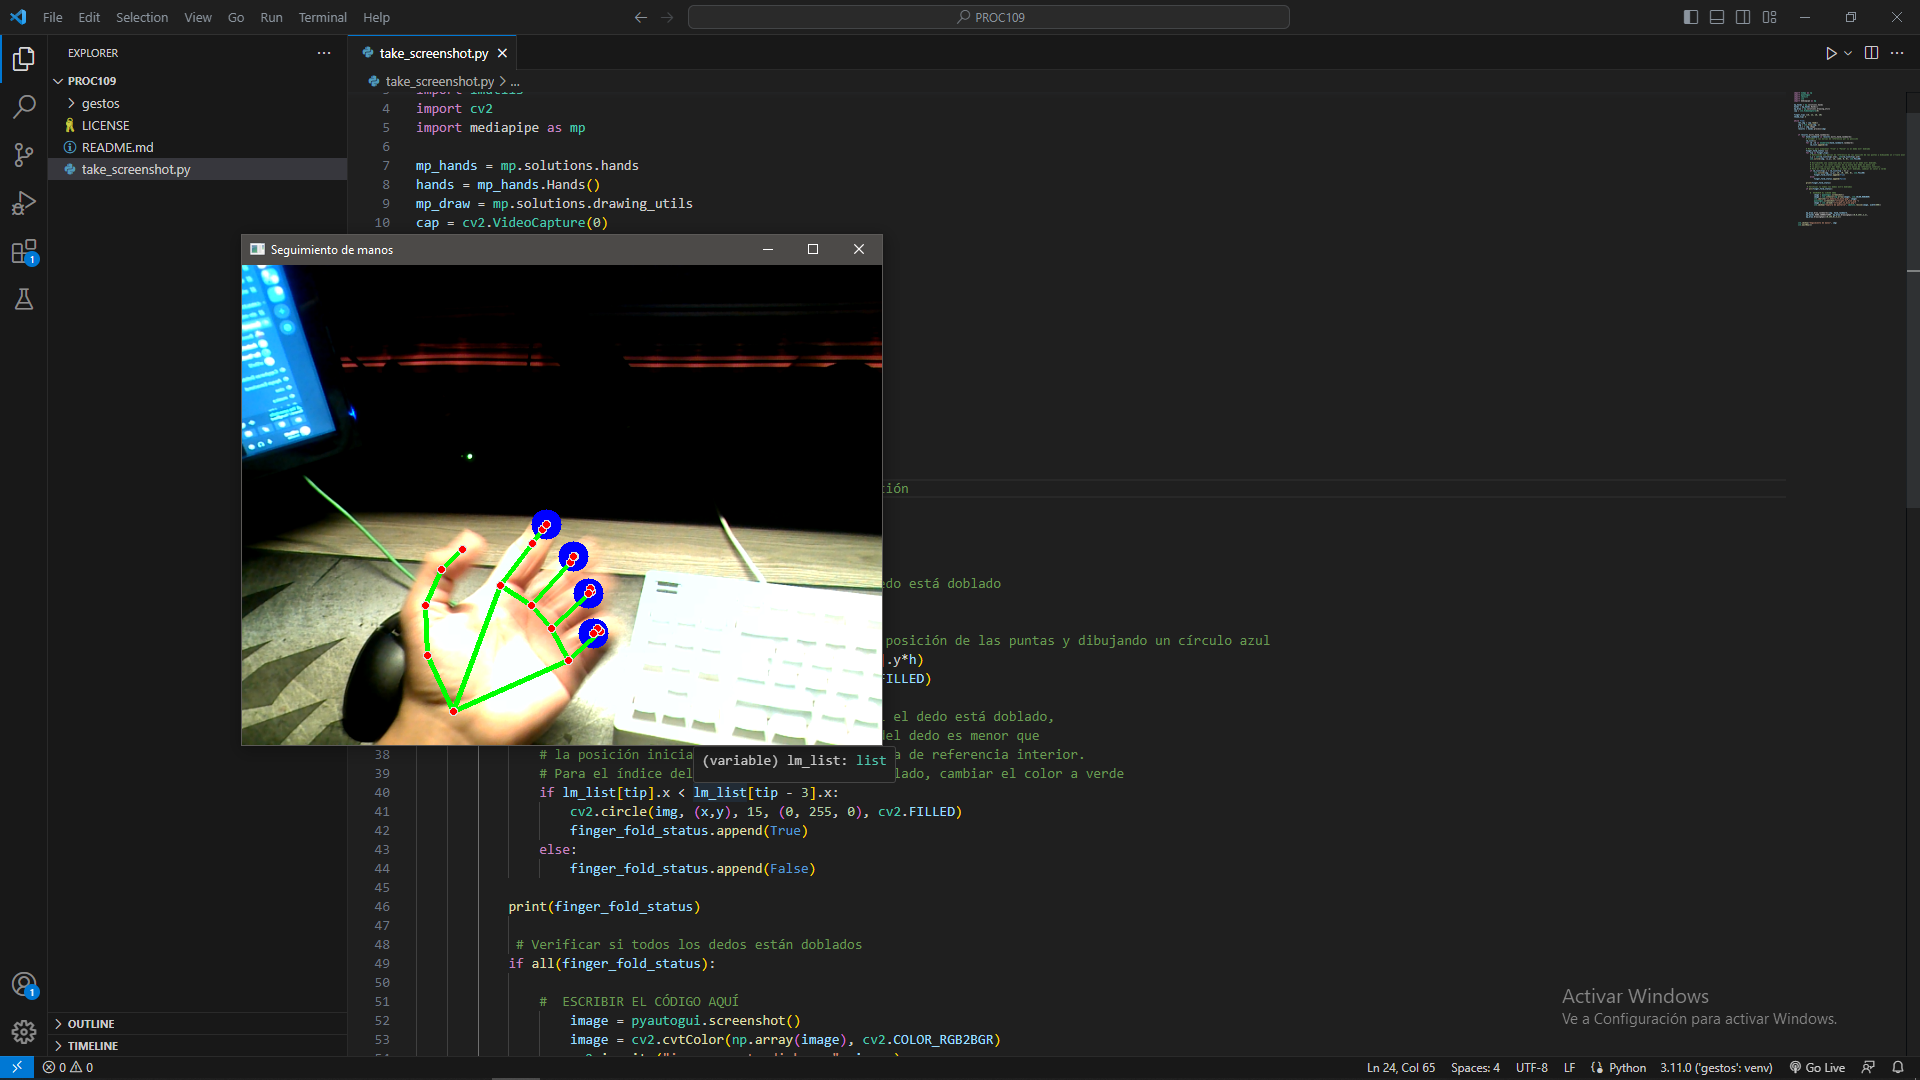 File Edit Selection View Go Run Terminal Help
PROC109
EXPLORER
PROC109
gestos
LICENSE
README.md
take_screenshot.py
OUTLINE
TIMELINE
take_screenshot.py
take_screenshot.py > ...
3 import imutils
4 import cv2
5 import mediapipe as mp
6
7 mp_hands = mp.solutions.hands
8 hands = mp_hands.Hands()
9 mp_draw = mp.solutions.drawing_utils
10 cap = cv2.VideoCapture(0)
Seguimiento de manos
ción
edo está doblado
posición de las puntas y dibujando un círculo azul
.y*h)
FILLED)
el dedo está doblado,
del dedo es menor que
38 # la posición inicia a de referencia interior.
(variable) lm_list: list
39 # Para el índice del lado, cambiar el color a verde
40 if lm_list[tip].x < lm_list[tip - 3].x:
41 cv2.circle(img, (x,y), 15, (0, 255, 0), cv2.FILLED)
42 finger_fold_status.append(True)
43 else:
44 finger_fold_status.append(False)
45
46 print(finger_fold_status)
47
48 # Verificar si todos los dedos están doblados
49 if all(finger_fold_status):
50
51 # ESCRIBIR EL CÓDIGO AQUÍ
52 image = pyautogui.screenshot()
53 image = cv2.cvtColor(np.array(image), cv2.COLOR_RGB2BGR)
Activar Windows
Ve a Configuración para activar Windows.
1
1
0 0
Ln 24, Col 65 Spaces: 4 UTF-8 LF Python 3.11.0 ('gestos': venv) Go Live